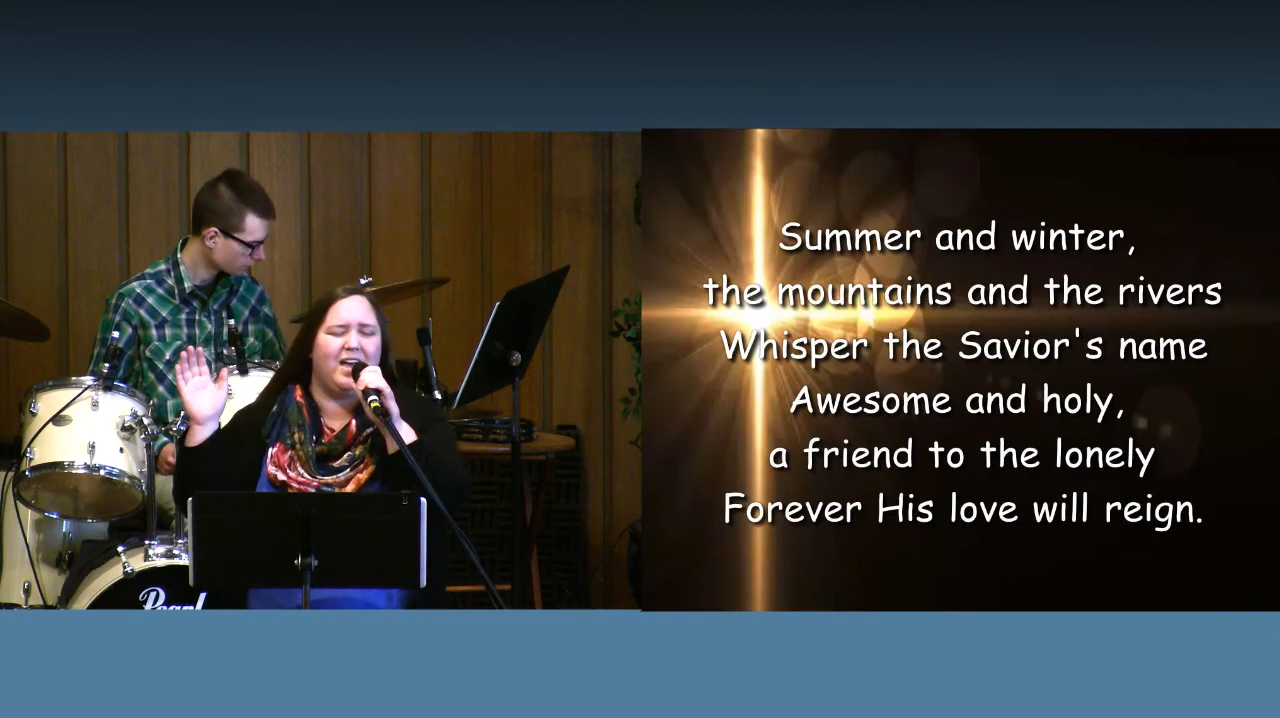 Summer and winter,
the mountains and the rivers
Whisper the Savior's name
Awesome and holy,
a friend to the lonely
Forever His love will reign.
Pearl